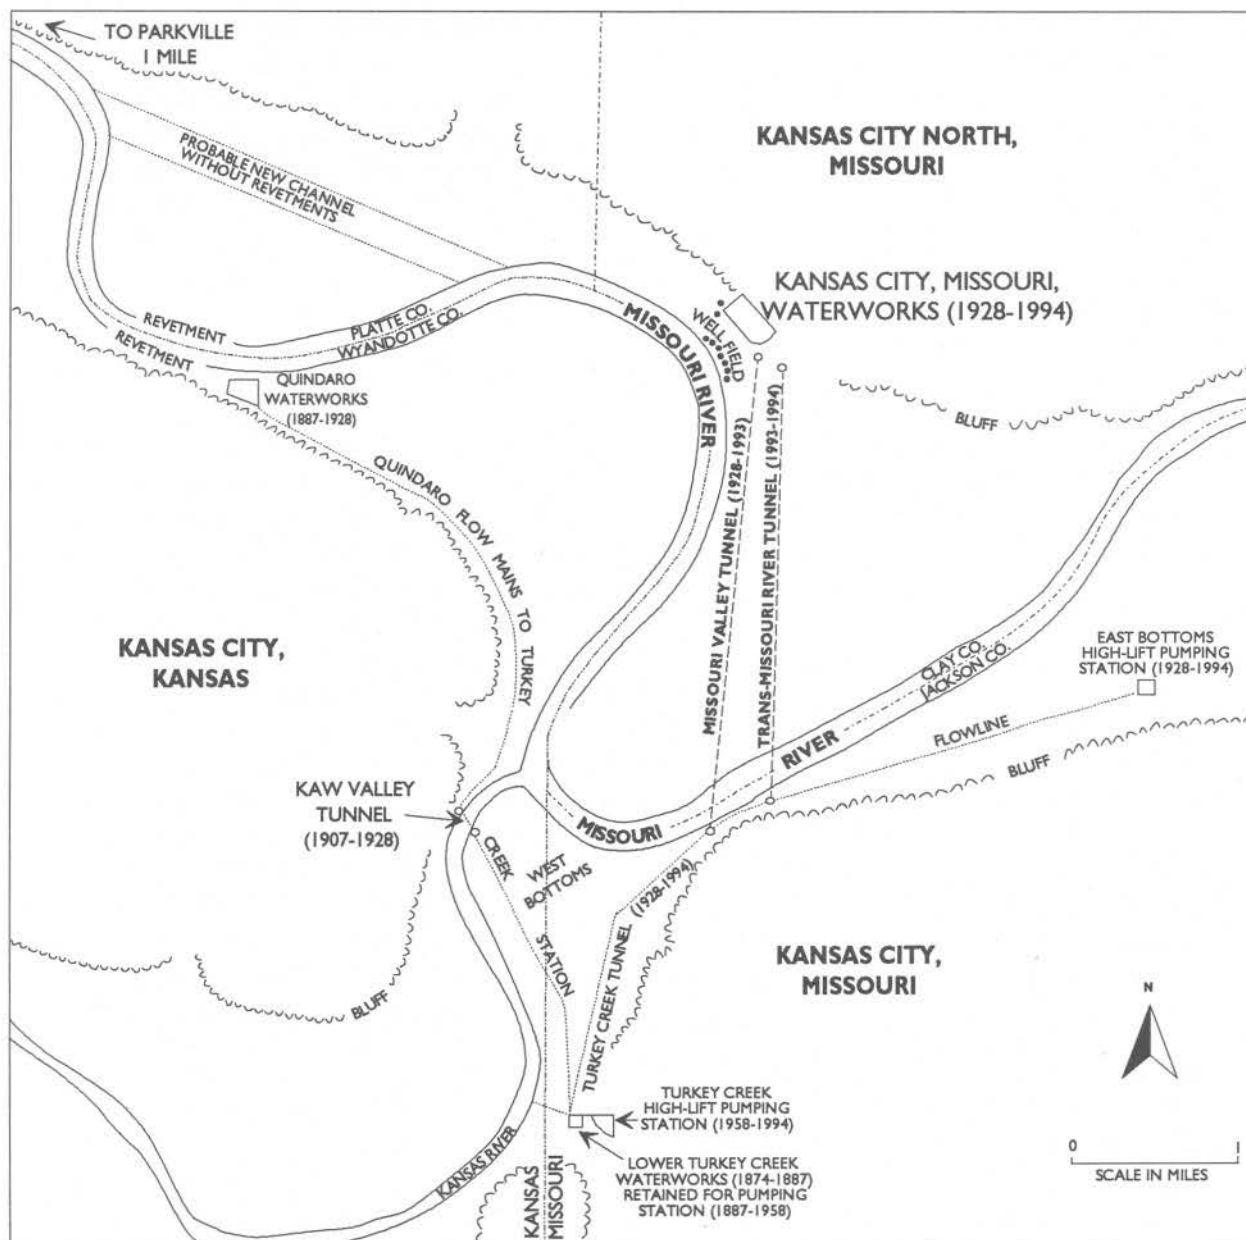 TO PARKVILLE
1 MILE
KANSAS CITY NORTH,
MISSOURI
PROBABLE NEW CHANNEL
WITHOUT REVETMENTS
KANSAS CITY, MISSOURI,
WATERWORKS (1928-1994)
WELL FIELD
MISSOURI RIVER
PLATTE CO.
WYANDOTTE CO.
REVETMENT
REVETMENT
QUINDARO
WATERWORKS
(1887-1928)
BLUFF
QUINDARO FLOW MAINS TO TURKEY
CREEK STATION
MISSOURI VALLEY TUNNEL (1928-1993)
TRANS-MISSOURI RIVER TUNNEL (1993-1994)
KANSAS CITY,
KANSAS
CLAY CO.
JACKSON CO.
EAST BOTTOMS
HIGH-LIFT PUMPING
STATION (1928-1994)
FLOWLINE
BLUFF
MISSOURI RIVER
KAW VALLEY
TUNNEL
(1907-1928)
WEST
BOTTOMS
TURKEY CREEK TUNNEL (1928-1994)
KANSAS CITY,
MISSOURI
BLUFF
N
TURKEY CREEK
HIGH-LIFT PUMPING
STATION (1958-1994)
LOWER TURKEY CREEK
WATERWORKS (1874-1887)
RETAINED FOR PUMPING
STATION (1887-1958)
KANSAS RIVER
KANSAS
MISSOURI
0 1
SCALE IN MILES